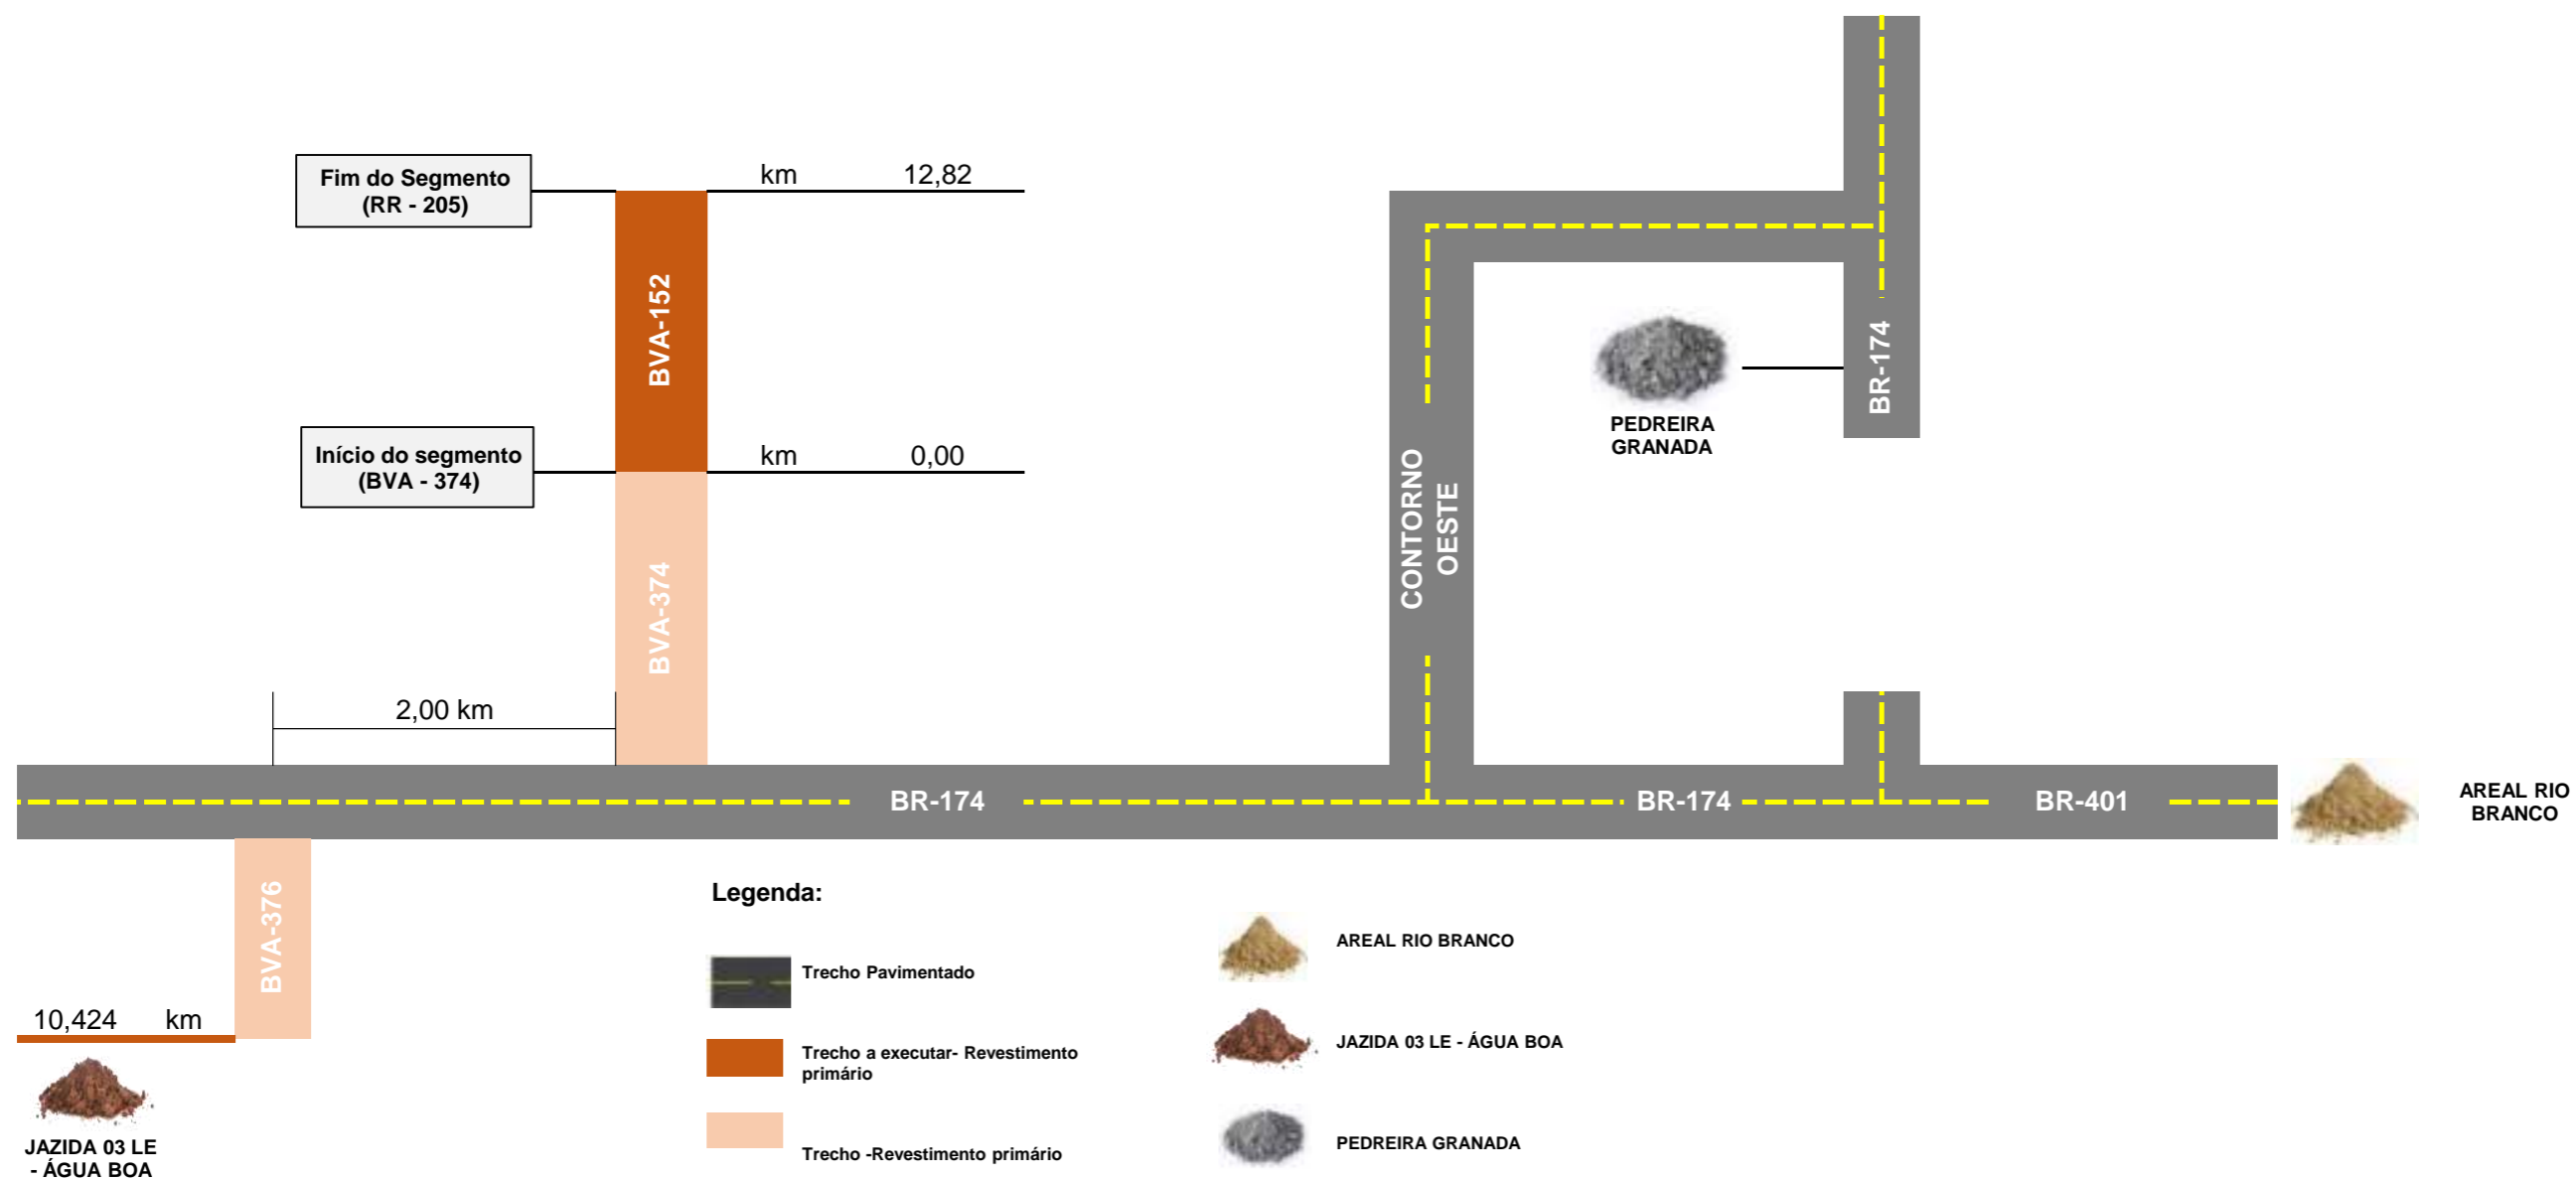 Fim do Segmento
(RR - 205)
km 12,82
BVA-152
Início do segmento
(BVA - 374)
km 0,00
BVA-374
2,00 km
CONTORNO
OESTE
BR-174
PEDREIRA
GRANADA
BR-174
BR-174
BR-401
AREAL RIO
BRANCO
BVA-376
10,424 km
JAZIDA 03 LE
- ÁGUA BOA
Legenda:
Trecho Pavimentado
Trecho a executar- Revestimento
primário
Trecho -Revestimento primário
AREAL RIO BRANCO
JAZIDA 03 LE - ÁGUA BOA
PEDREIRA GRANADA